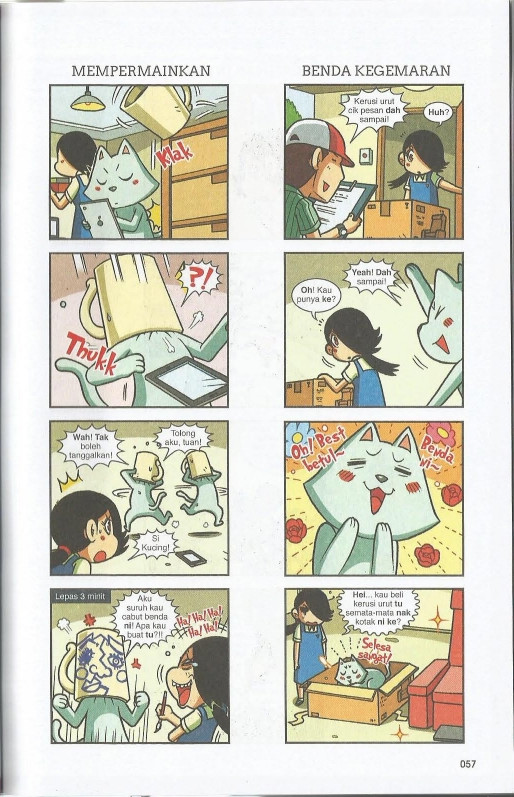 MEMPERMAINKAN
Klak
?!
Thukk
Wah! Tak
boleh
tanggalkan!
Tolong
aku, tuan!
Si
Kucing!
Lepas 3 minit
Aku
suruh kau
cabut benda
ni! Apa kau
buat tu?!!
Ha! Ha! Ha!
Ha! Ha!
BENDA KEGEMARAN
Kerusi urut
cik pesan dah
sampai!
Huh?
Yeah! Dah
sampai!
Oh! Kau
punya ke?
Oh! Best
betul~
Benda
ni~
Hei... kau beli
kerusi urut tu
semata-mata nak
kotak ni ke?
Selesa
sangat!
057